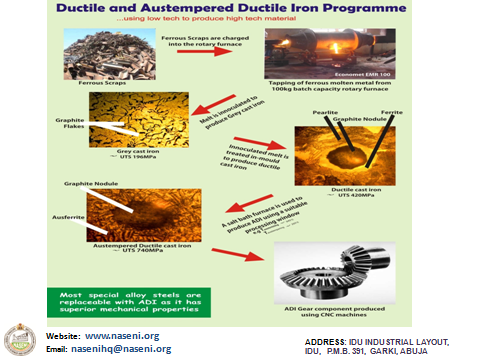 Ductile and Austempered Ductile Iron Programme
...using low tech to produce high tech material
Ferrous Scraps are charged
into the rotary furnace
Economet EMR 100
Ferrous Scraps
Tapping of ferrous molten metal from
100kg batch capacity rotary furnace
Melt is innoculated to
produce Grey cast iron
Graphite
Flakes
Grey cast iron
~ UTS 196MPa
Pearlite
Ferrite
Graphite Nodule
Innoculated melt is
treated in-mould
to produce ductile
cast iron
Ductile cast iron
~ UTS 420MPa
Graphite Nodule
Ausferrite
Austempered Ductile cast iron
~ UTS 740MPa
A salt bath furnace is used to
produce ADI using a suitable
processing window
ADI Gear component produced
using CNC machines
Most special alloy steels are
replaceable with ADI as it has
superior mechanical properties
Website: www.naseni.org
Email: nasenihq@naseni.org
ADDRESS: IDU INDUSTRIAL LAYOUT,
IDU, P.M.B. 391, GARKI, ABUJA